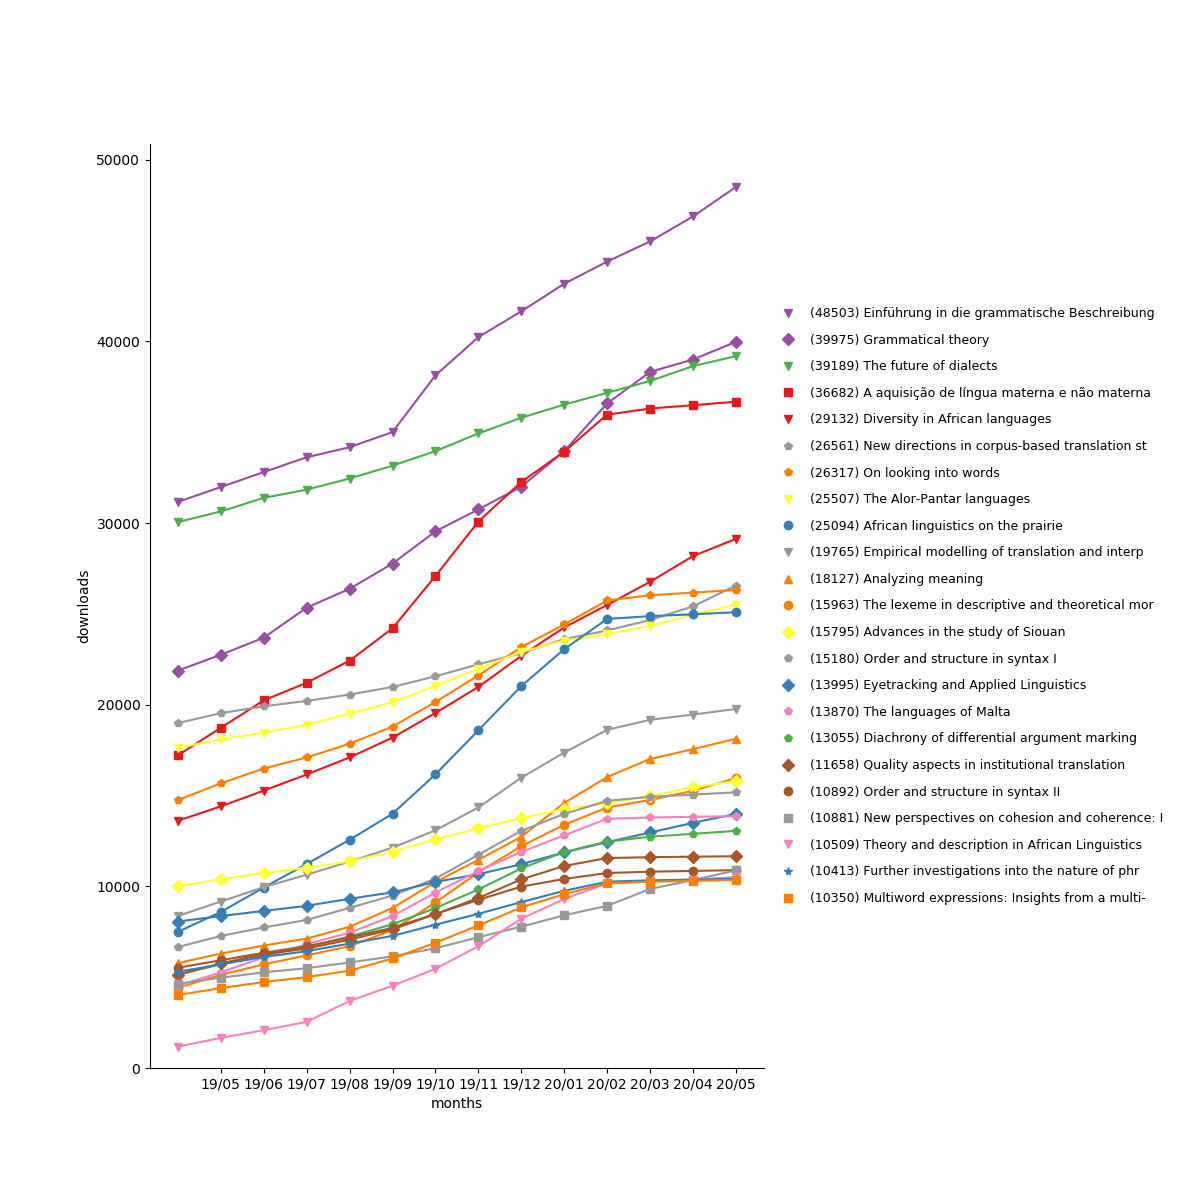 50000
40000
30000
20000
10000
0
downloads
19/05 19/06 19/07 19/08 19/09 19/10 19/11 19/12 20/01 20/02 20/03 20/04 20/05
months
(48503) Einführung in die grammatische Beschreibung
(39975) Grammatical theory
(39189) The future of dialects
(36682) A aquisição de língua materna e não materna
(29132) Diversity in African languages
(26561) New directions in corpus-based translation st
(26317) On looking into words
(25507) The Alor-Pantar languages
(25094) African linguistics on the prairie
(19765) Empirical modelling of translation and interp
(18127) Analyzing meaning
(15963) The lexeme in descriptive and theoretical mor
(15795) Advances in the study of Siouan
(15180) Order and structure in syntax I
(13995) Eyetracking and Applied Linguistics
(13870) The languages of Malta
(13055) Diachrony of differential argument marking
(11658) Quality aspects in institutional translation
(10892) Order and structure in syntax II
(10881) New perspectives on cohesion and coherence: I
(10509) Theory and description in African Linguistics
(10413) Further investigations into the nature of phr
(10350) Multiword expressions: Insights from a multi-